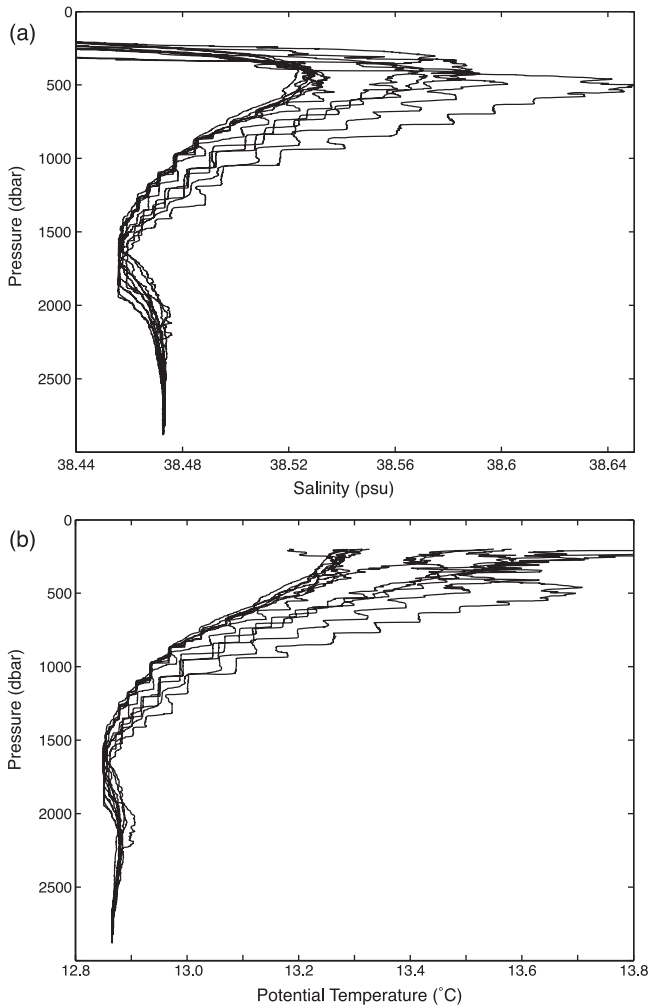 (a)
0
500
1000
1500
2000
2500
Pressure (dbar)
38.44 38.48 38.52 38.56 38.6 38.64
Salinity (psu)
(b)
0
500
1000
1500
2000
2500
Pressure (dbar)
12.8 13.0 13.2 13.4 13.6 13.8
Potential Temperature (˚C)